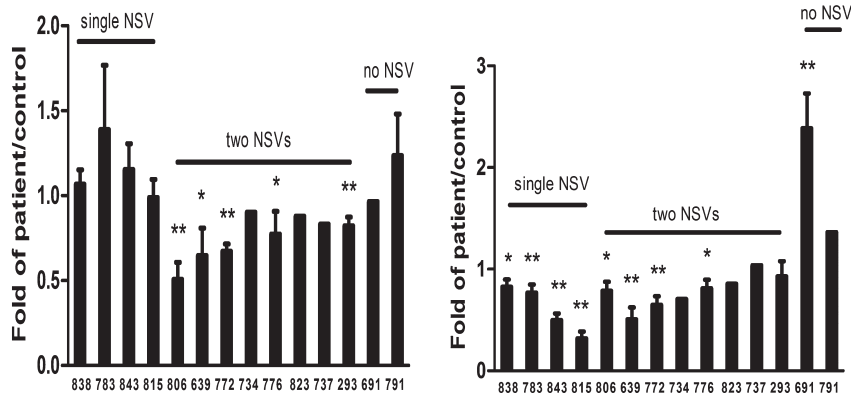 single NSV
no NSV
two NSVs
Fold of patient/control
2.0
1.5
1.0
0.5
0.0
** * ** * **
838 783 843 815 806 639 772 734 776 823 737 293 691 791
no NSV
single NSV
two NSVs
Fold of patient/control
3
2
1
0
* ** ** ** * ** ** * **
838 783 843 815 806 639 772 734 776 823 737 293 691 791